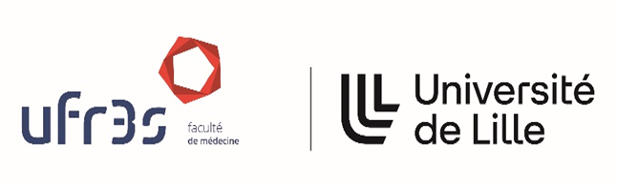 ufr3s
faculté
de médecine
Université
de Lille